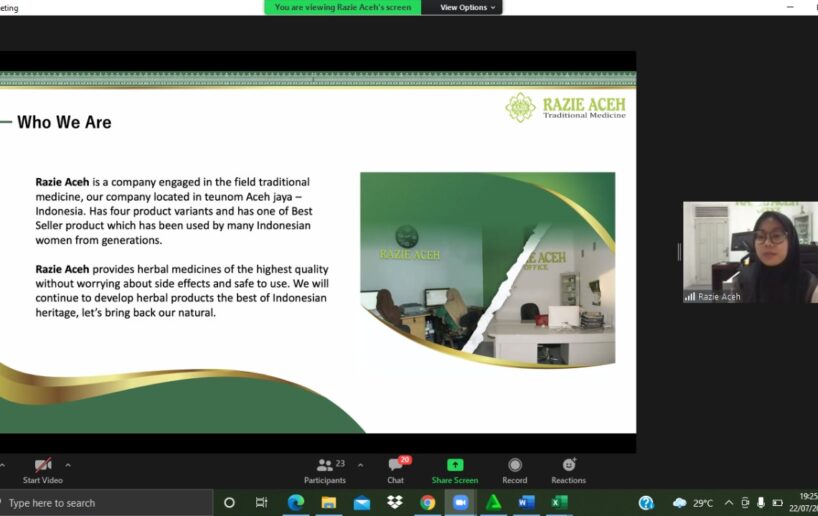 eting
You are viewing Razie Aceh's screen
View Options
RAZIE ACEH
Traditional Medicine
Who We Are
Razie Aceh is a company engaged in the field traditional
medicine, our company located in teunom Aceh jaya –
Indonesia. Has four product variants and has one of Best
Seller product which has been used by many Indonesian
women from generations.
Razie Aceh provides herbal medicines of the highest quality
without worrying about side effects and safe to use. We will
continue to develop herbal products the best of Indonesian
heritage, let's bring back our natural.
RAZIE ACEH
E ACEH
OFFICE
Razie Aceh
Start Video
23
Participants
20
Chat
Share Screen
Record
Reactions
Type here to search
29°C
19:25
22/07/20